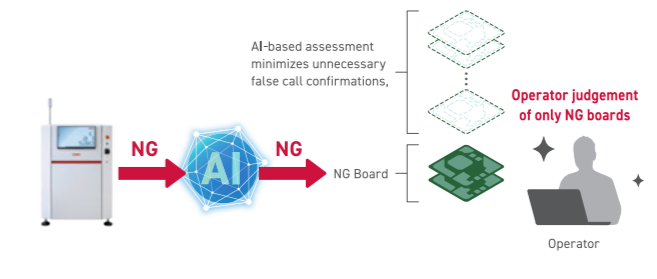 AI-based assessment
minimizes unnecessary
false call confirmations,
Operator judgement
of only NG boards
NG
AI
NG
NG Board
Operator